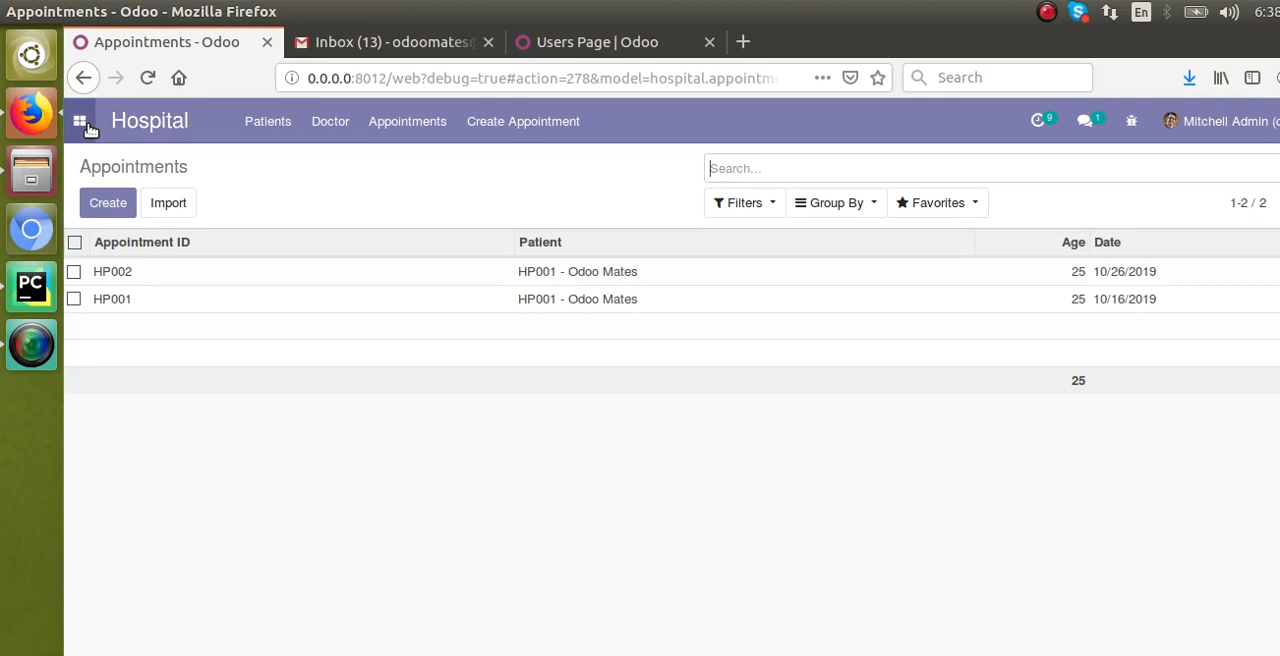 Appointments - Odoo - Mozilla Firefox
En
6:38
Appointments - Odoo
Inbox (13) - odoomates
Users Page | Odoo
0.0.0.0:8012/web?debug=true#action=278&model=hospital.appointm
Search
Hospital
Patients
Doctor
Appointments
Create Appointment
9
1
Mitchell Admin (
Appointments
Search...
Create
Import
Filters
Group By
Favorites
1-2 / 2
Appointment ID
Patient
Age
Date
HP002
HP001 - Odoo Mates
25
10/26/2019
HP001
HP001 - Odoo Mates
25
10/16/2019
25
PC